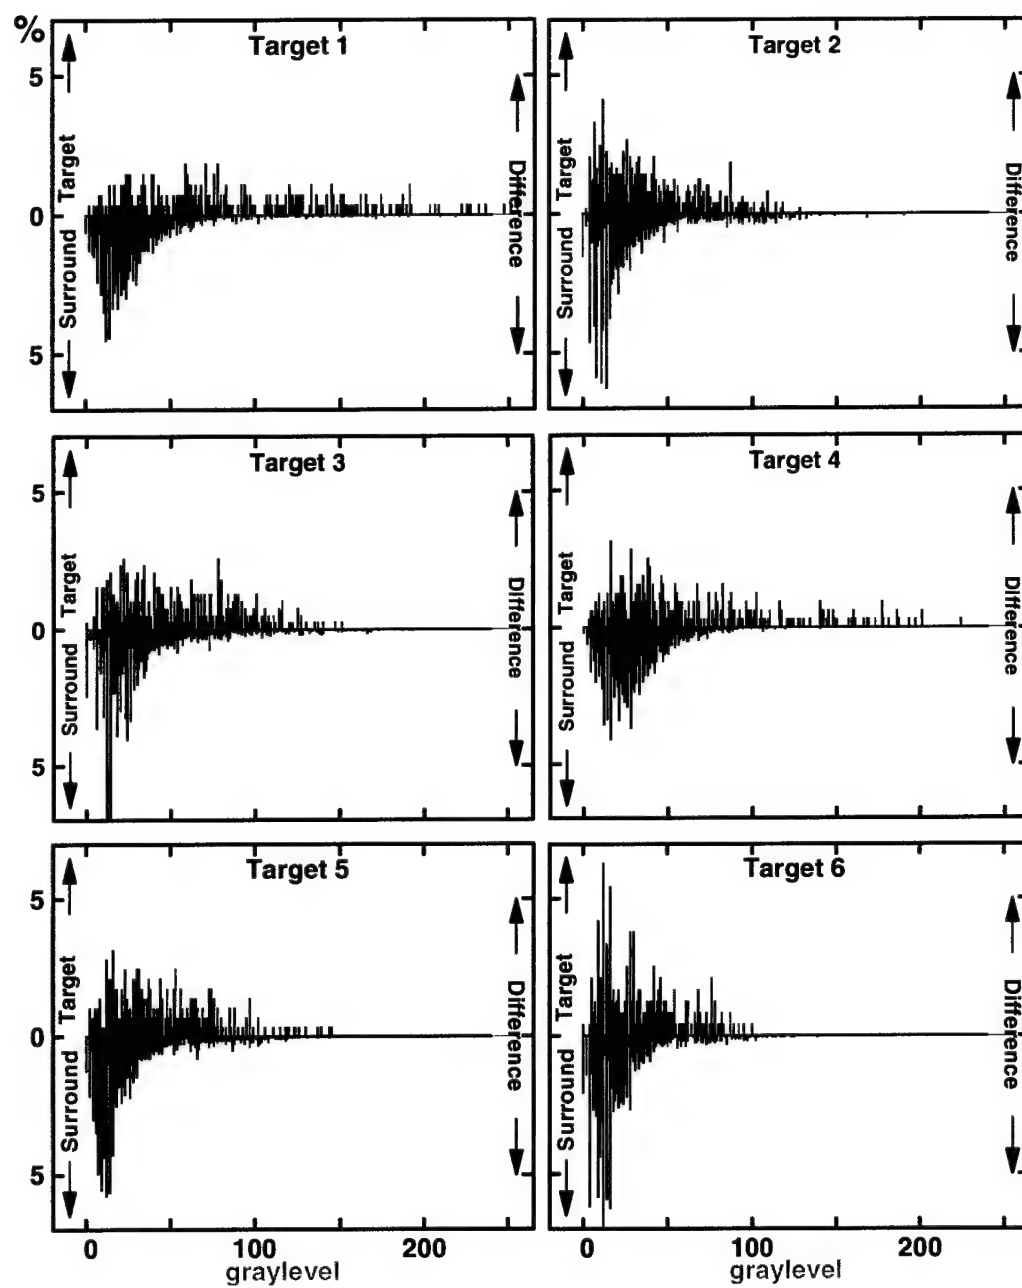 %
Target 1
Target 2
5
0
5
Surround Target
Difference
Surround Target
Difference
Target 3
Target 4
5
0
5
Surround Target
Difference
Surround Target
Difference
Target 5
Target 6
5
0
5
Surround Target
Difference
Surround Target
Difference
0 100 200
0 100 200
graylevel
graylevel